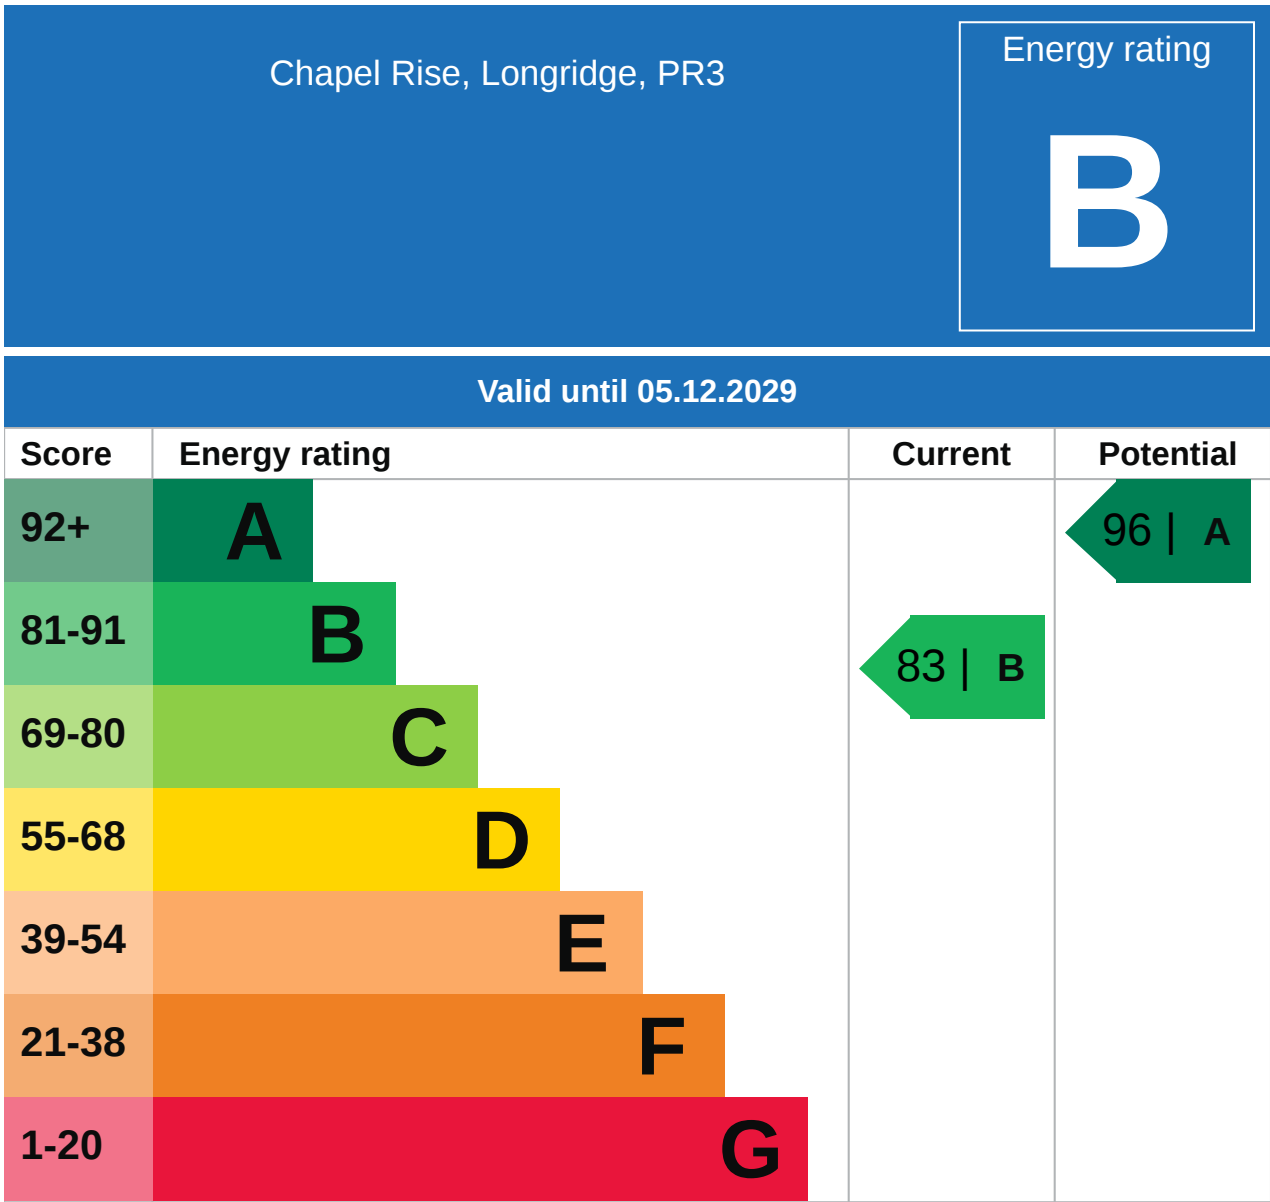 Chapel Rise, Longridge, PR3
Energy rating
B
Valid until 05.12.2029
Score Energy rating Current Potential
92+ A 96 | A
81-91 B 83 | B
69-80 C
55-68 D
39-54 E
21-38 F
1-20 G